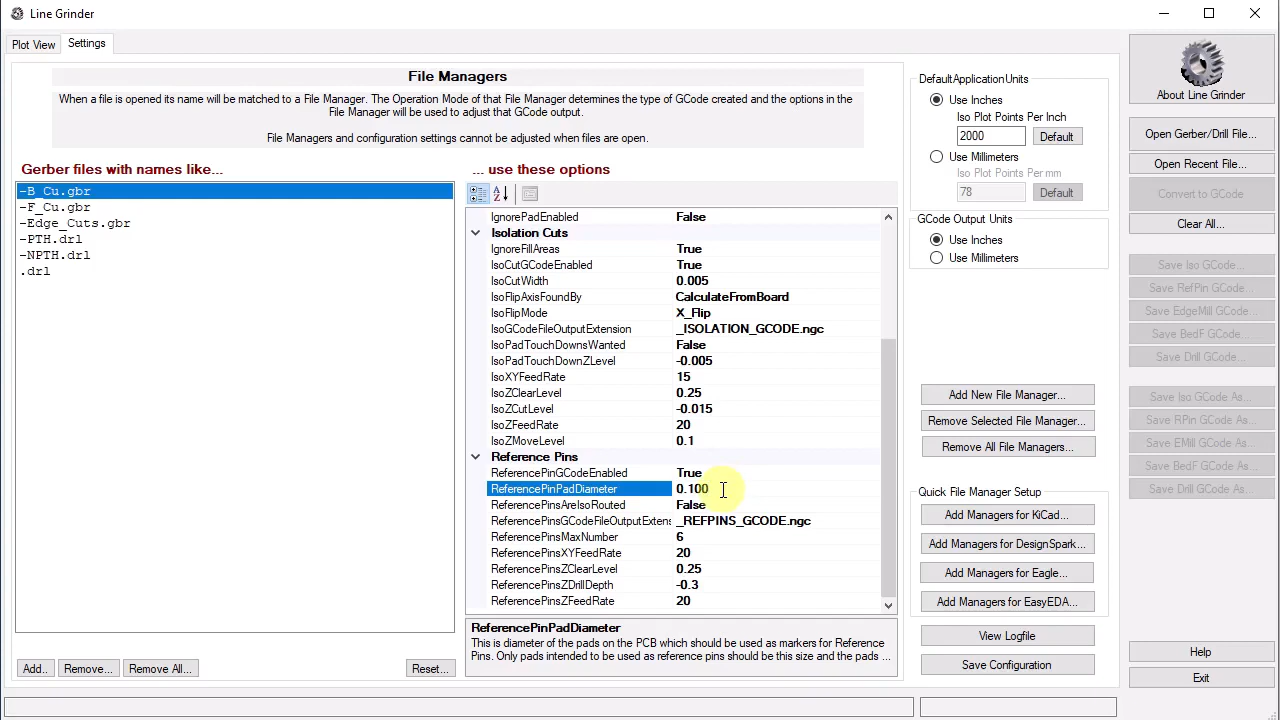 Line Grinder
Plot View
Settings
File Managers
When a file is opened its name will be matched to a File Manager. The Operation Mode of that File Manager determines the type of GCode created and the options in the
File Manager will be used to adjust that GCode output.
File Managers and configuration settings cannot be adjusted when files are open.
Gerber files with names like...
-B_Cu.gbr
-F_Cu.gbr
-Edge_Cuts.gbr
-PTH.drl
-NPTH.drl
.drl
Add..
Remove...
Remove All...
Reset...
... use these options
IgnorePadEnabled False
Isolation Cuts
IgnoreFillAreas True
IsoCutGCodeEnabled True
IsoCutWidth 0.005
IsoFlipAxisFoundBy CalculateFromBoard
IsoFlipMode X_Flip
IsoGCodeFileOutputExtension _ISOLATION_GCODE.ngc
IsoPadTouchDownsWanted False
IsoPadTouchDownZLevel -0.005
IsoXYFeedRate 15
IsoZClearLevel 0.25
IsoZCutLevel -0.015
IsoZFeedRate 20
IsoZMoveLevel 0.1
Reference Pins
ReferencePinGCodeEnabled True
ReferencePinPadDiameter 0.100
ReferencePinsAreIsoRouted False
ReferencePinsGCodeFileOutputExtens _REFPINS_GCODE.ngc
ReferencePinsMaxNumber 6
ReferencePinsXYFeedRate 20
ReferencePinsZClearLevel 0.25
ReferencePinsZDrillDepth -0.3
ReferencePinsZFeedRate 20
ReferencePinPadDiameter
This is diameter of the pads on the PCB which should be used as markers for Reference
Pins. Only pads intended to be used as reference pins should be this size and the pads ...
DefaultApplicationUnits
Use Inches
Iso Plot Points Per Inch
2000
Default
Use Millimeters
Iso Plot Points Per mm
78
Default
GCode Output Units
Use Inches
Use Millimeters
Add New File Manager...
Remove Selected File Manager...
Remove All File Managers...
Quick File Manager Setup
Add Managers for KiCad...
Add Managers for DesignSpark...
Add Managers for Eagle...
Add Managers for EasyEDA...
View Logfile
Save Configuration
About Line Grinder
Open Gerber/Drill File...
Open Recent File...
Convert to GCode
Clear All...
Save Iso GCode...
Save RefPin GCode...
Save EdgeMill GCode...
Save BedF GCode...
Save Drill GCode...
Save Iso GCode As...
Save RPin GCode As...
Save EMill GCode As...
Save BedF GCode As...
Save Drill GCode As...
Help
Exit